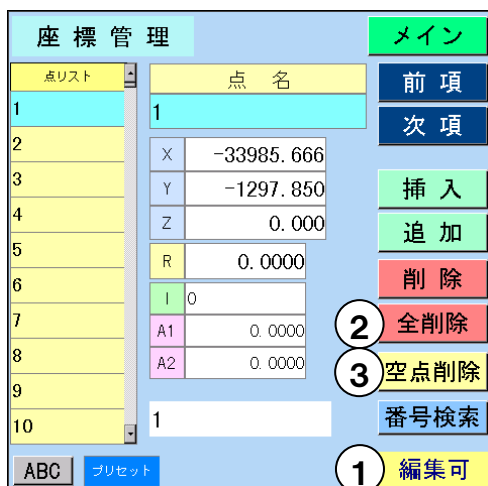 座標管理
メイン
点リスト
1
2
3
4
5
6
7
8
9
10
点名
1
X -33985.666
Y -1297.850
Z 0.000
R 0.0000
I 0
A1 0.0000
A2 0.0000
1
前項
次項
挿入
追加
削除
② 全削除
③ 空点削除
番号検索
① 編集可
ABC
プリセット